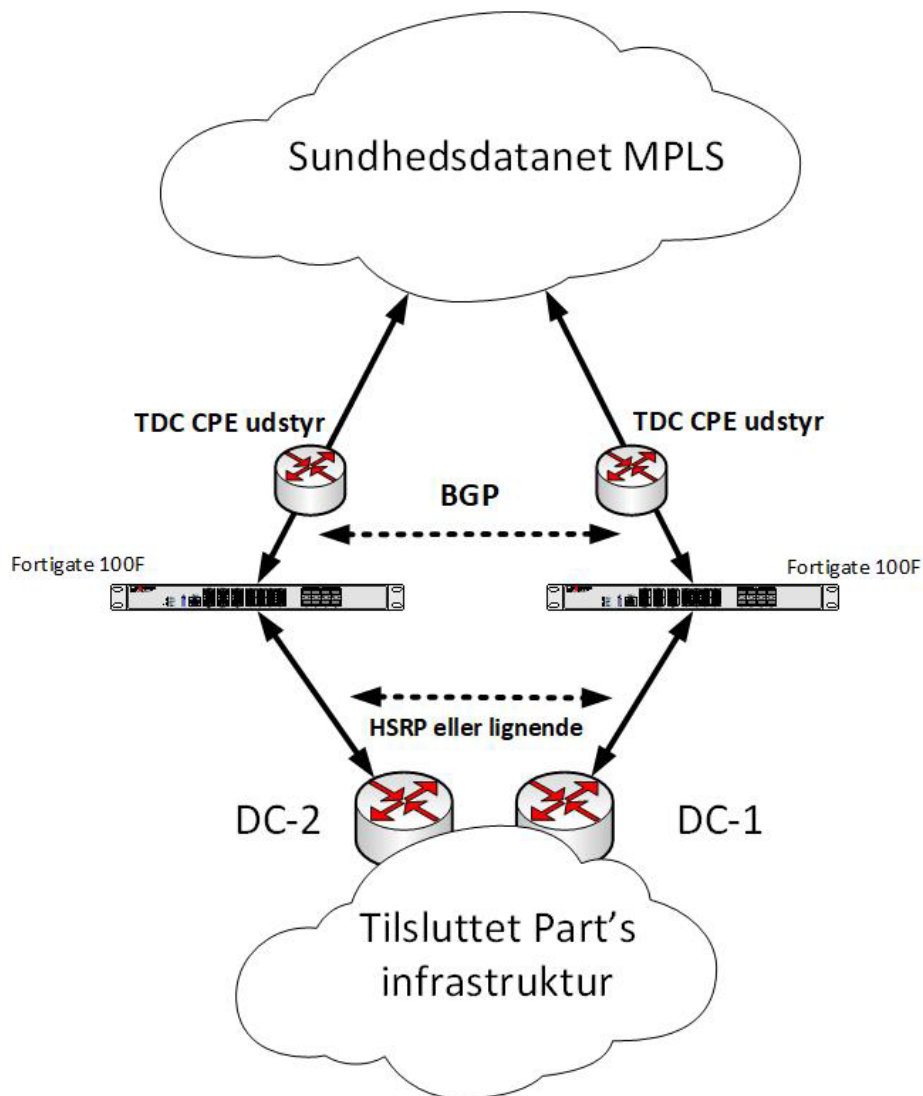 Sundhedsdatanet MPLS
TDC CPE udstyr
TDC CPE udstyr
BGP
Fortigate 100F
Fortigate 100F
HSRP eller lignende
DC-2
DC-1
Tilsluttet Part's
infrastruktur